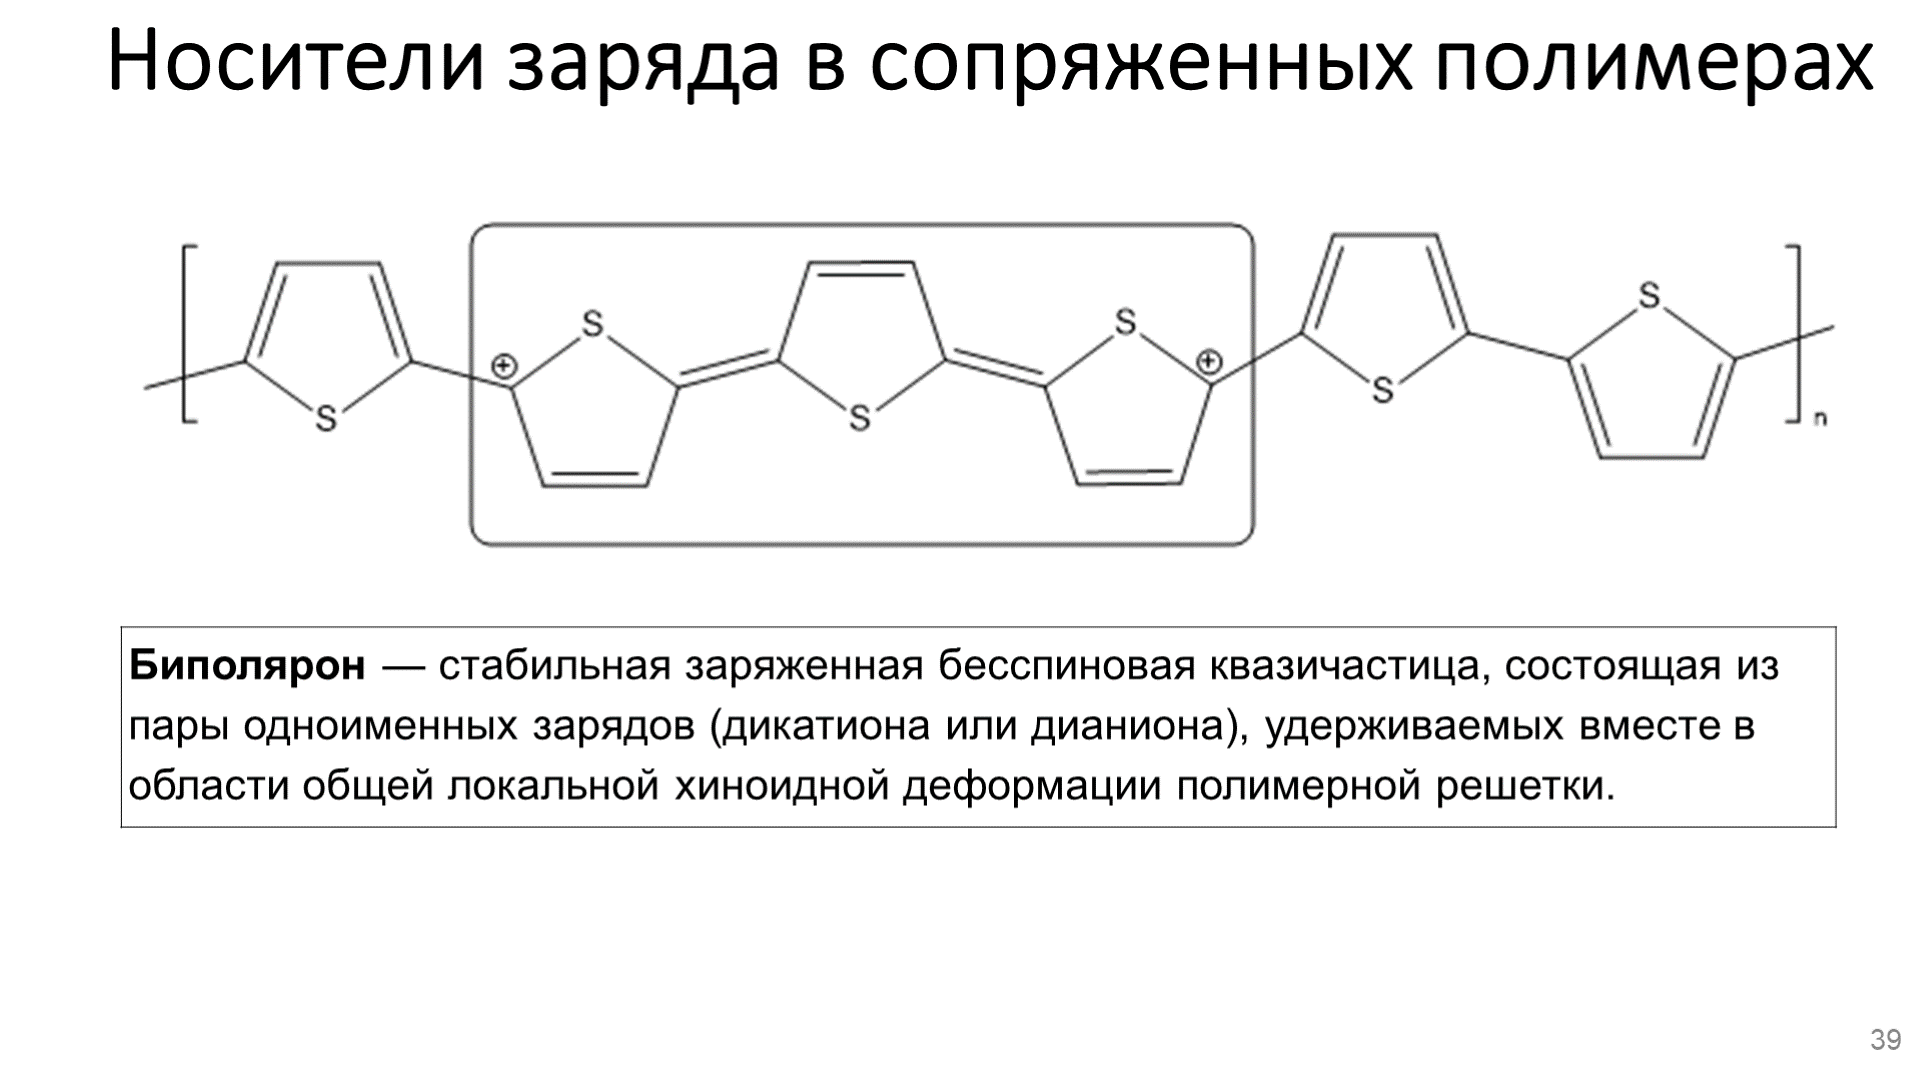 Носители заряда в сопряженных полимерах
S
S
S
S
S
S
⊕
⊕
n
Биполярон — стабильная заряженная бесспиновая квазичастица, состоящая из
пары одноименных зарядов (дикатиона или дианиона), удерживаемых вместе в
области общей локальной хиноидной деформации полимерной решетки.
39